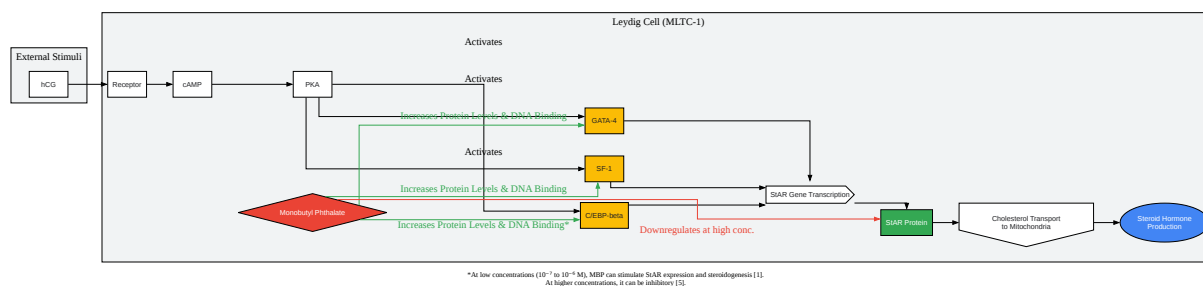 Leydig Cell (MLTC-1)
External Stimuli
hCG
Receptor
cAMP
PKA
Activates
Activates
Increases Protein Levels & DNA Binding
GATA-4
Activates
SF-1
Increases Protein Levels & DNA Binding
StAR Gene Transcription
Monobutyl Phthalate
C/EBP-beta
Increases Protein Levels & DNA Binding*
Downregulates at high conc.
StAR Protein
Cholesterol Transport
to Mitochondria
Steroid Hormone
Production
*At low concentrations (10⁻⁷ to 10⁻⁶ M), MBP can stimulate StAR expression and steroidogenesis [1].
At higher concentrations, it can be inhibitory [5].